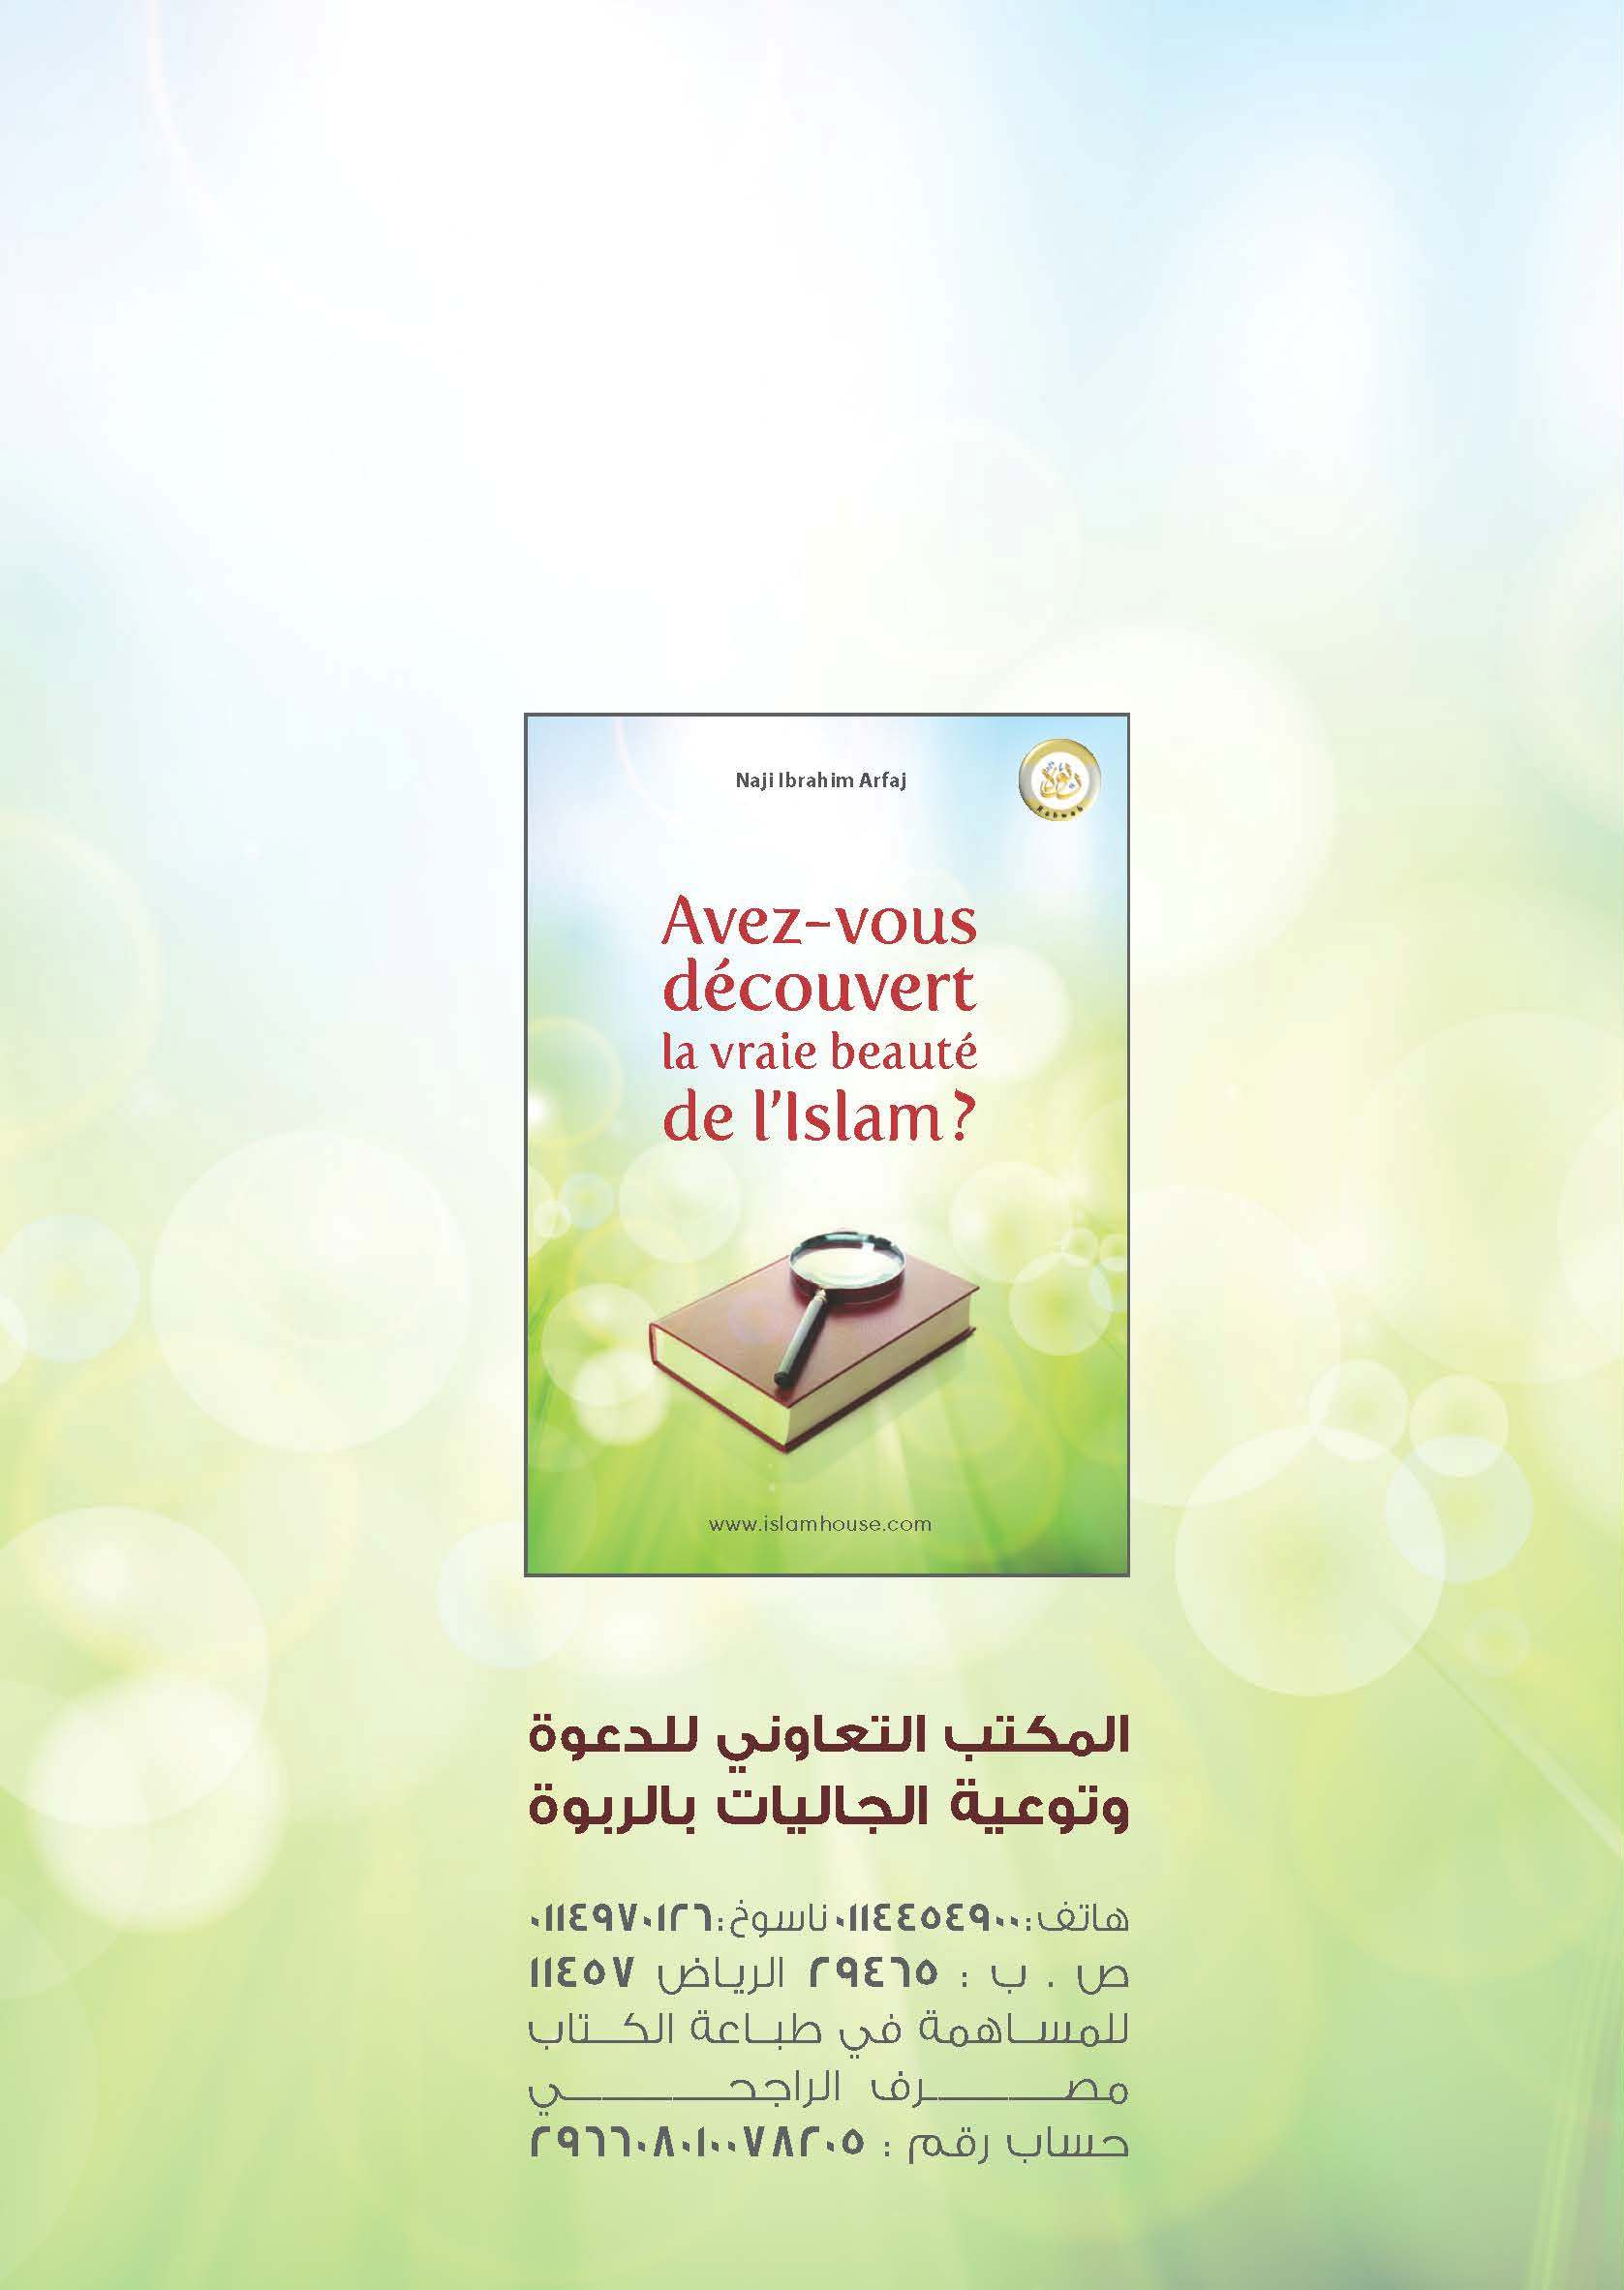 Naji Ibrahim Arfaj
Rabwah
Avez-vous
découvert
la vraie beauté
de l'Islam?
www.islamhouse.com
المكتب التعاوني للدعوة
وتوعية الجاليات بالربوة
هاتف:٠١١٤٤٥٤٩٠٠ ناسوخ:٠١١٤٩٧٠١٢٦
ص . ب : ٢٩٤٦٥ الرياض ١١٤٥٧
للمساهمة في طباعة الكتاب
مصرف الراجحي
حساب رقم : ٢٩٦٦٠٨٠١٠٠٧٨٢٠٥